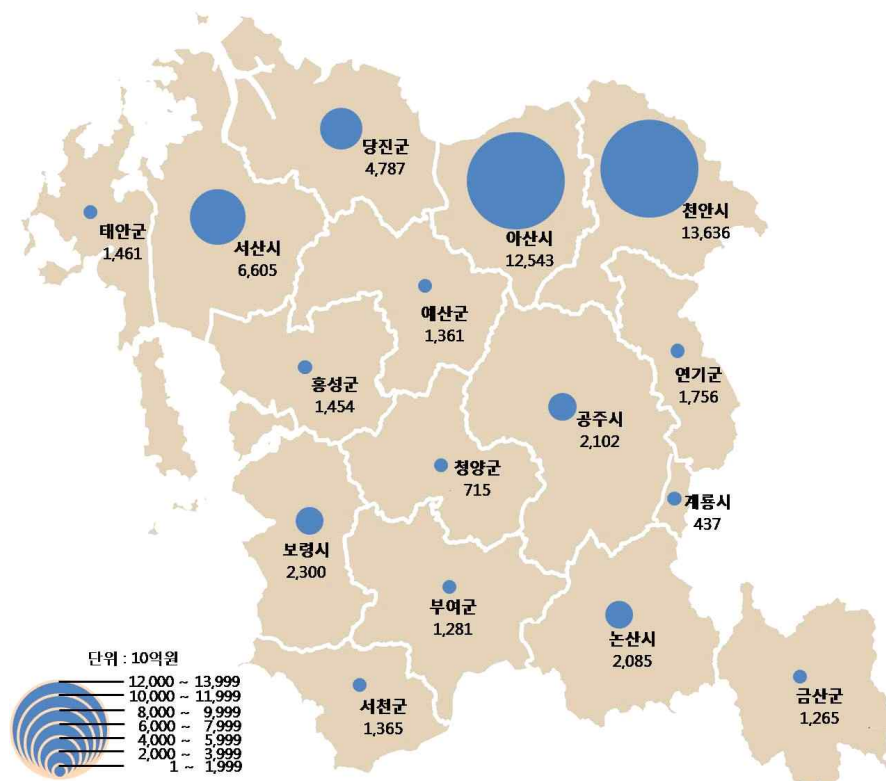 당진군
4,787
천안시
13,636
아산시
12,543
태안군
1,461
서산시
6,605
예산군
1,361
홍성군
1,454
연기군
1,756
공주시
2,102
청양군
715
계룡시
437
보령시
2,300
부여군
1,281
논산시
2,085
서천군
1,365
금산군
1,265
단위 : 10억원
12,000 ~ 13,999
10,000 ~ 11,999
8,000 ~ 9,999
6,000 ~ 7,999
4,000 ~ 5,999
2,000 ~ 3,999
1 ~ 1,999